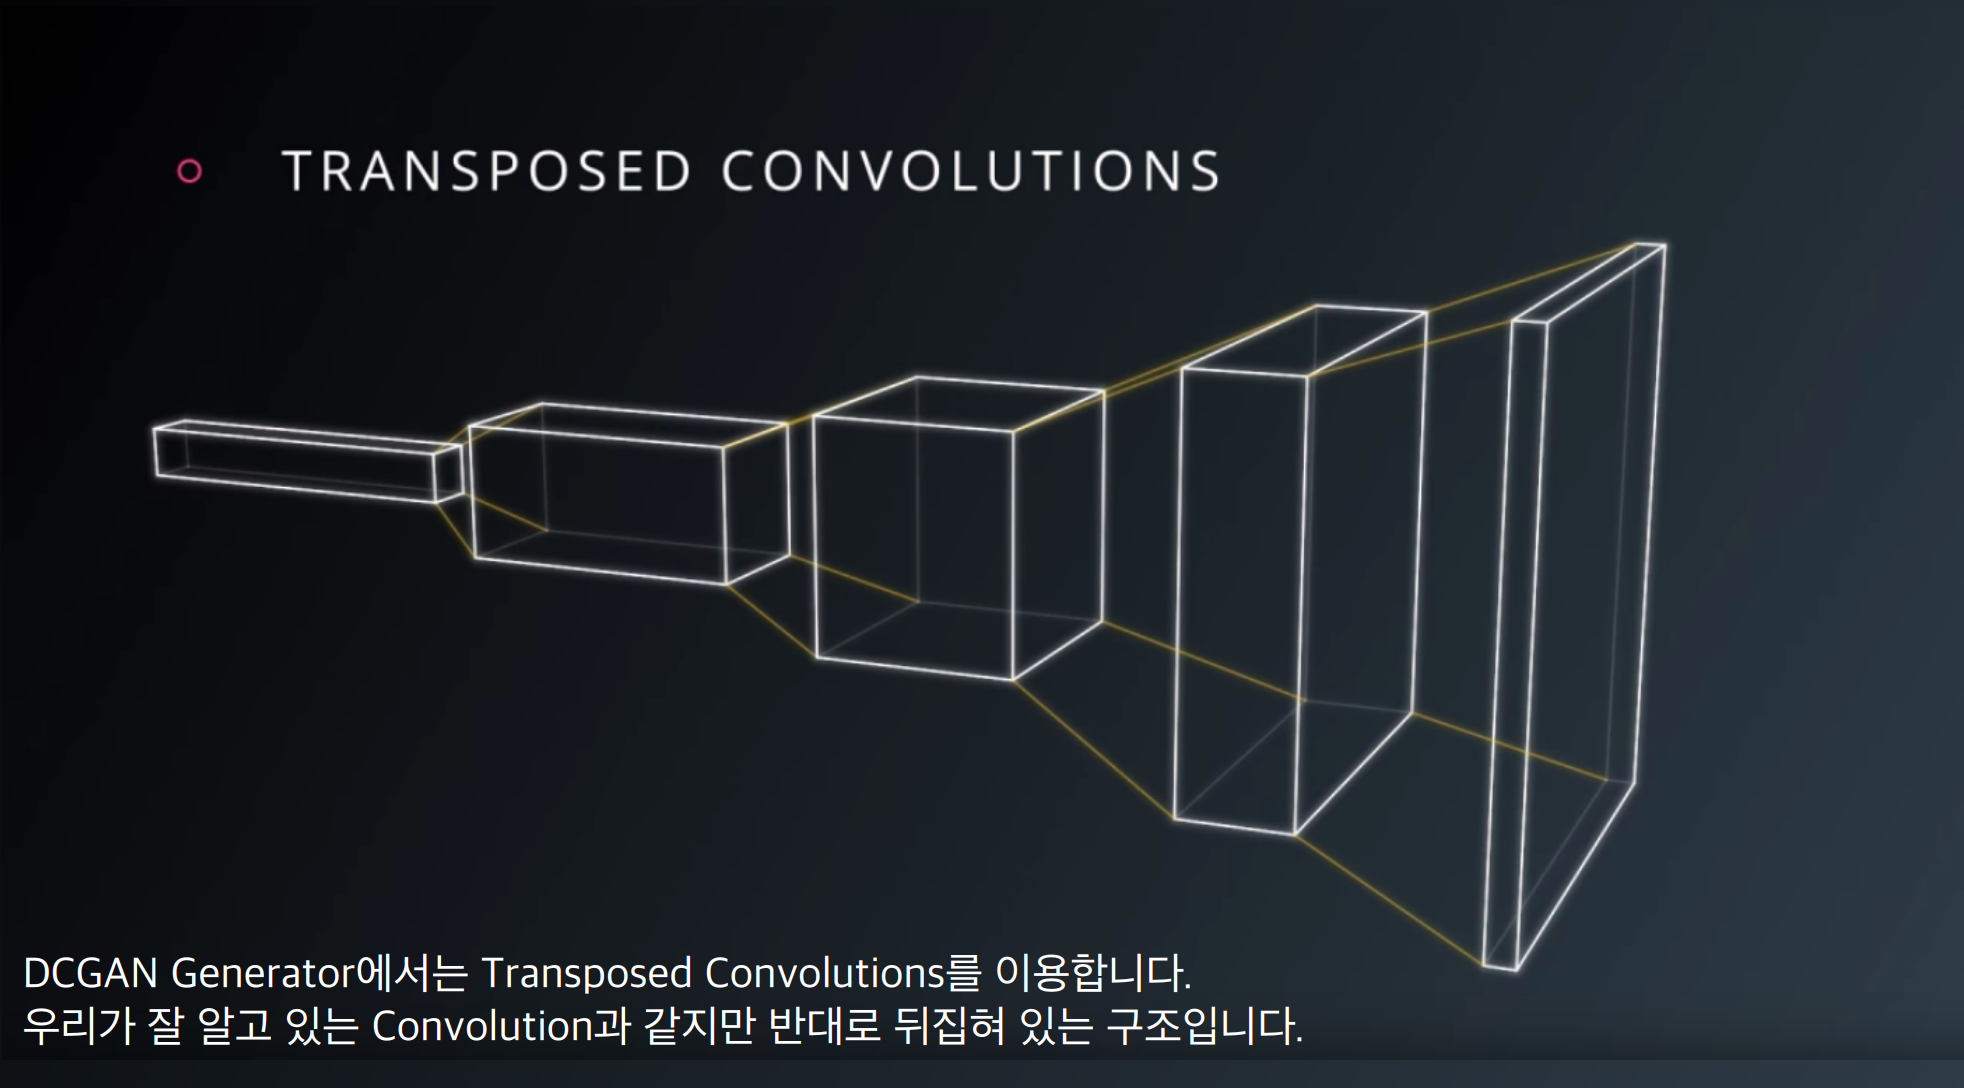 TRANSPOSED CONVOLUTIONS
DCGAN Generator에서는 Transposed Convolutions를 이용합니다.
우리가 잘 알고 있는 Convolution과 같지만 반대로 뒤집혀 있는 구조입니다.